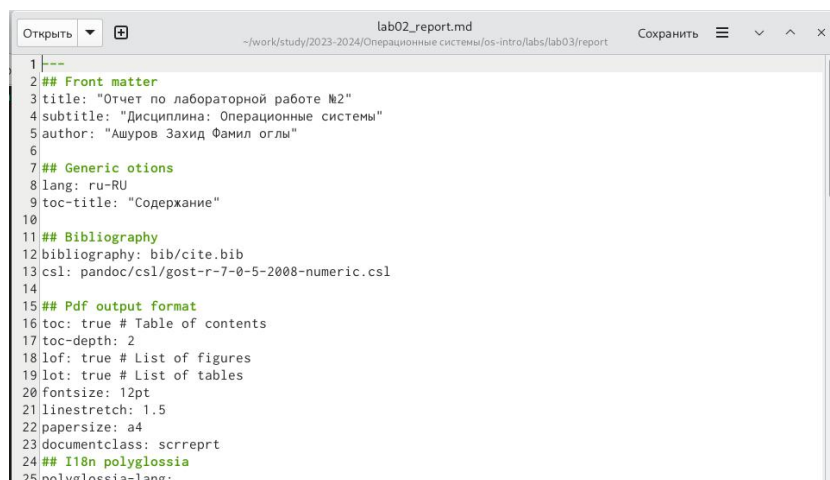 Открыть
lab02_report.md
~/work/study/2023-2024/Операционные системы/os-intro/labs/lab03/report
Сохранить
1 ---
2 ## Front matter
3 title: "Отчет по лабораторной работе №2"
4 subtitle: "Дисциплина: Операционные системы"
5 author: "Ашуров Захид Фамил оглы"
6
7 ## Generic otions
8 lang: ru-RU
9 toc-title: "Содержание"
10
11 ## Bibliography
12 bibliography: bib/cite.bib
13 csl: pandoc/csl/gost-r-7-0-5-2008-numeric.csl
14
15 ## Pdf output format
16 toc: true # Table of contents
17 toc-depth: 2
18 lof: true # List of figures
19 lot: true # List of tables
20 fontsize: 12pt
21 linestretch: 1.5
22 papersize: a4
23 documentclass: scrreprt
24 ## I18n polyglossia
25 polyglossia-lang: